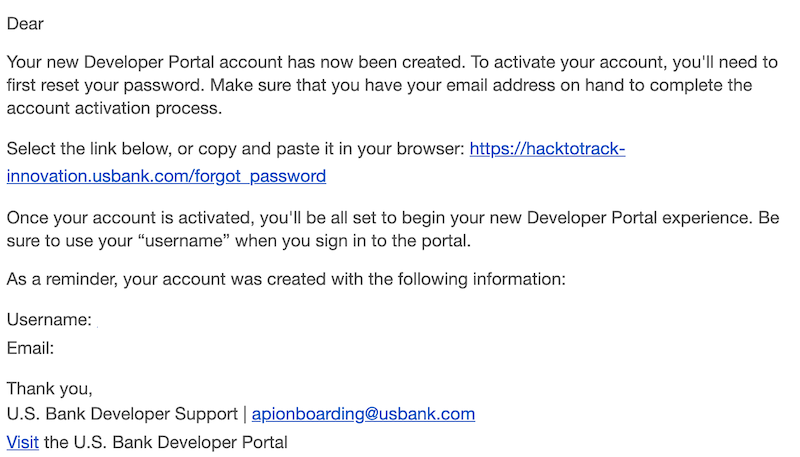 Dear
Your new Developer Portal account has now been created. To activate your account, you'll need to
first reset your password. Make sure that you have your email address on hand to complete the
account activation process.
Select the link below, or copy and paste it in your browser: https://hacktotrack-
innovation.usbank.com/forgot_password
Once your account is activated, you'll be all set to begin your new Developer Portal experience. Be
sure to use your “username” when you sign in to the portal.
As a reminder, your account was created with the following information:
Username:
Email:
Thank you,
U.S. Bank Developer Support | apionboarding@usbank.com
Visit the U.S. Bank Developer Portal